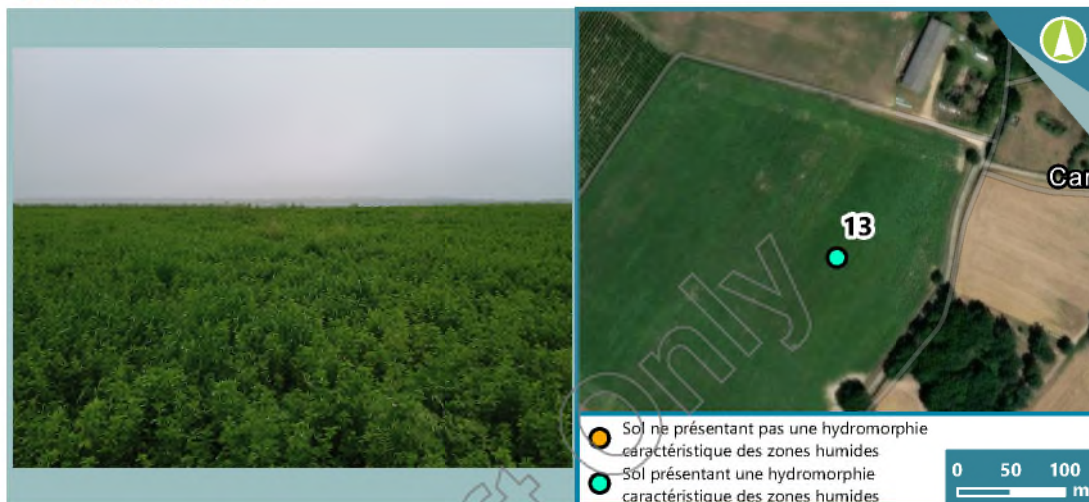 13
Car
Sol ne présentant pas une hydromorphie
caractéristique des zones humides
Sol présentant une hydromorphie
caractéristique des zones humides
0 50 100
m
Only